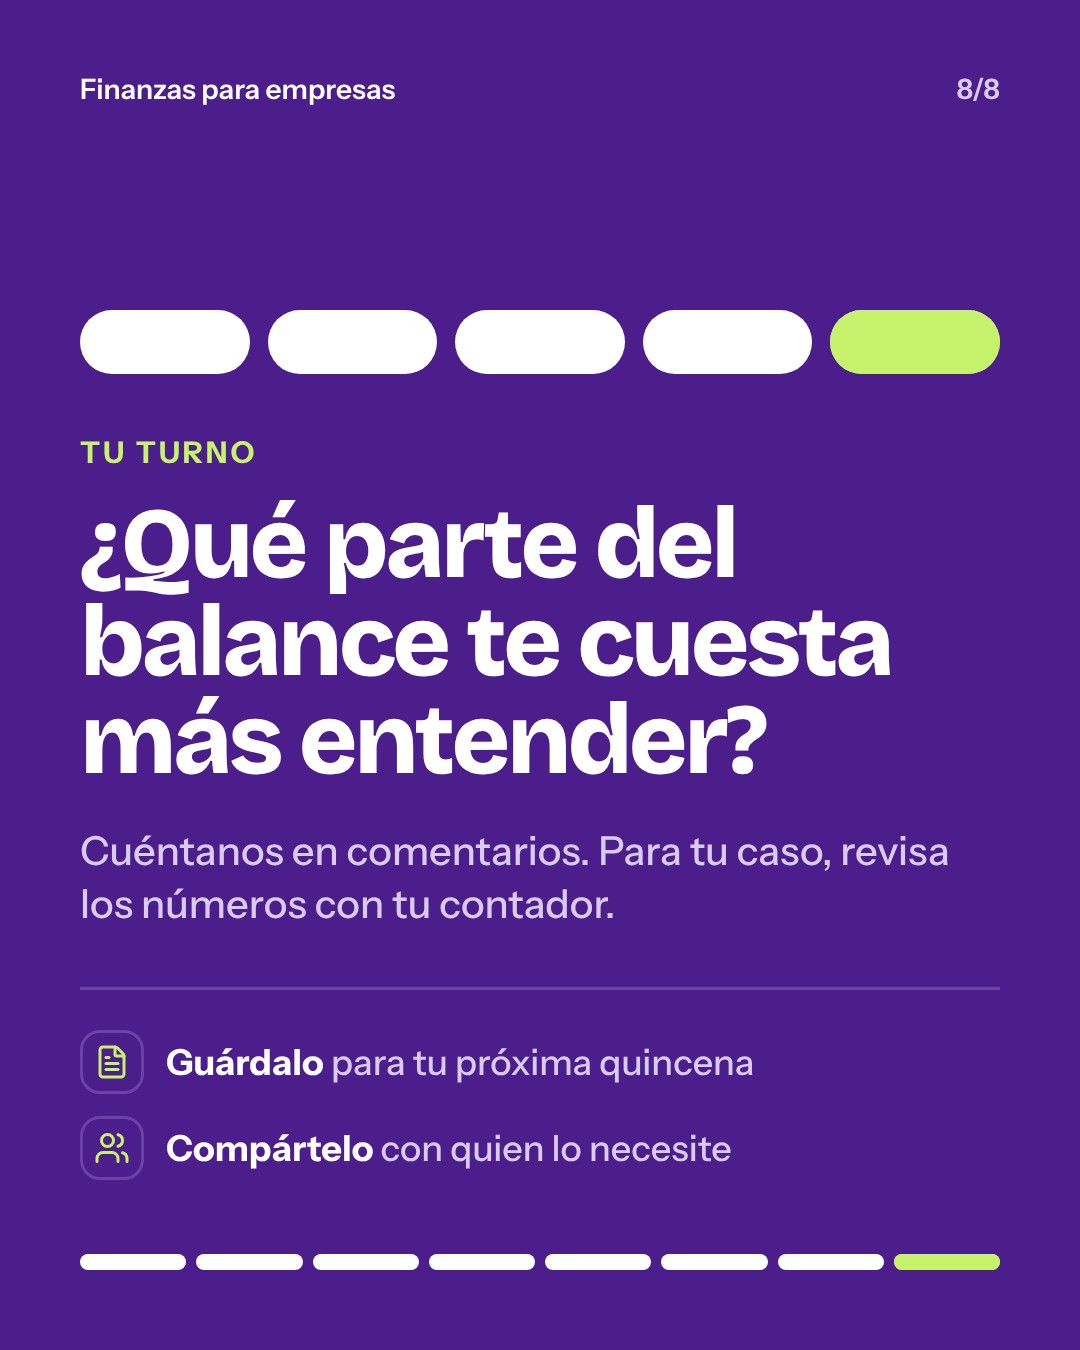 Finanzas para empresas
8/8
TU TURNO
¿Qué parte del
balance te cuesta
más entender?
Cuéntanos en comentarios. Para tu caso, revisa
los números con tu contador.
Guárdalo para tu próxima quincena
Compártelo con quien lo necesite